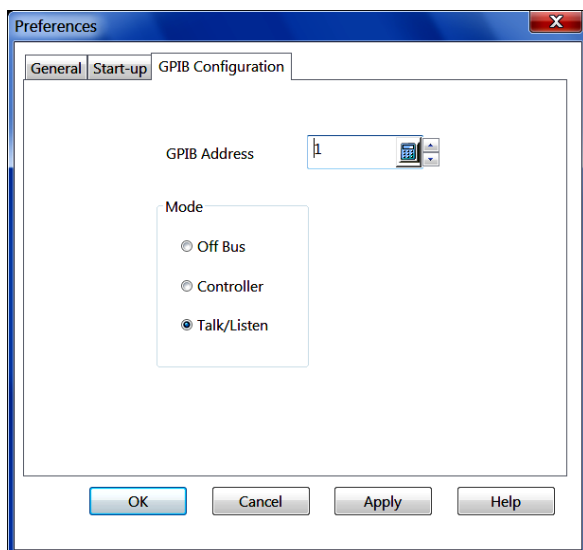 Preferences
General Start-up GPIB Configuration
GPIB Address 1
Mode
Off Bus
Controller
Talk/Listen
OK Cancel Apply Help